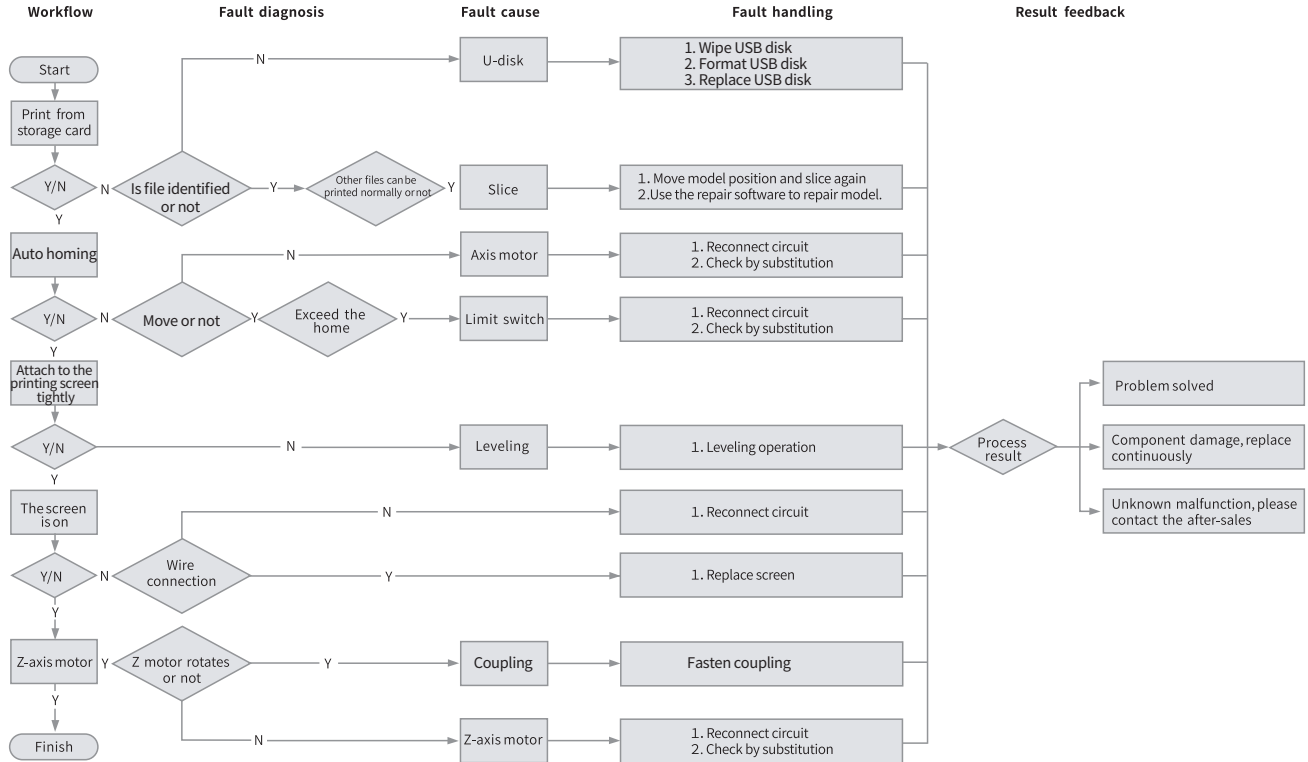 Workflow
Fault diagnosis
Fault cause
Fault handling
Result feedback
Start
N
U-disk
1. Wipe USB disk
2. Format USB disk
3. Replace USB disk
Print from
storage card
Y/N
N
Is file identified
or not
Y
Other files can be
printed normally or not
Y
Slice
1. Move model position and slice again
2.Use the repair software to repair model.
Y
Auto homing
N
Axis motor
1. Reconnect circuit
2. Check by substitution
Y/N
N
Move or not
Y
Exceed the
home
Y
Limit switch
1. Reconnect circuit
2. Check by substitution
Y
Attach to the
printing screen
tightly
Y/N
N
Leveling
1. Leveling operation
Process
result
Problem solved
Component damage, replace
continuously
Unknown malfunction, please
contact the after-sales
Y
The screen
is on
N
1. Reconnect circuit
Y/N
N
Wire
connection
Y
1. Replace screen
Y
Z-axis motor
Y
Z motor rotates
or not
Y
Coupling
Fasten coupling
Y
Finish
N
Z-axis motor
1. Reconnect circuit
2. Check by substitution